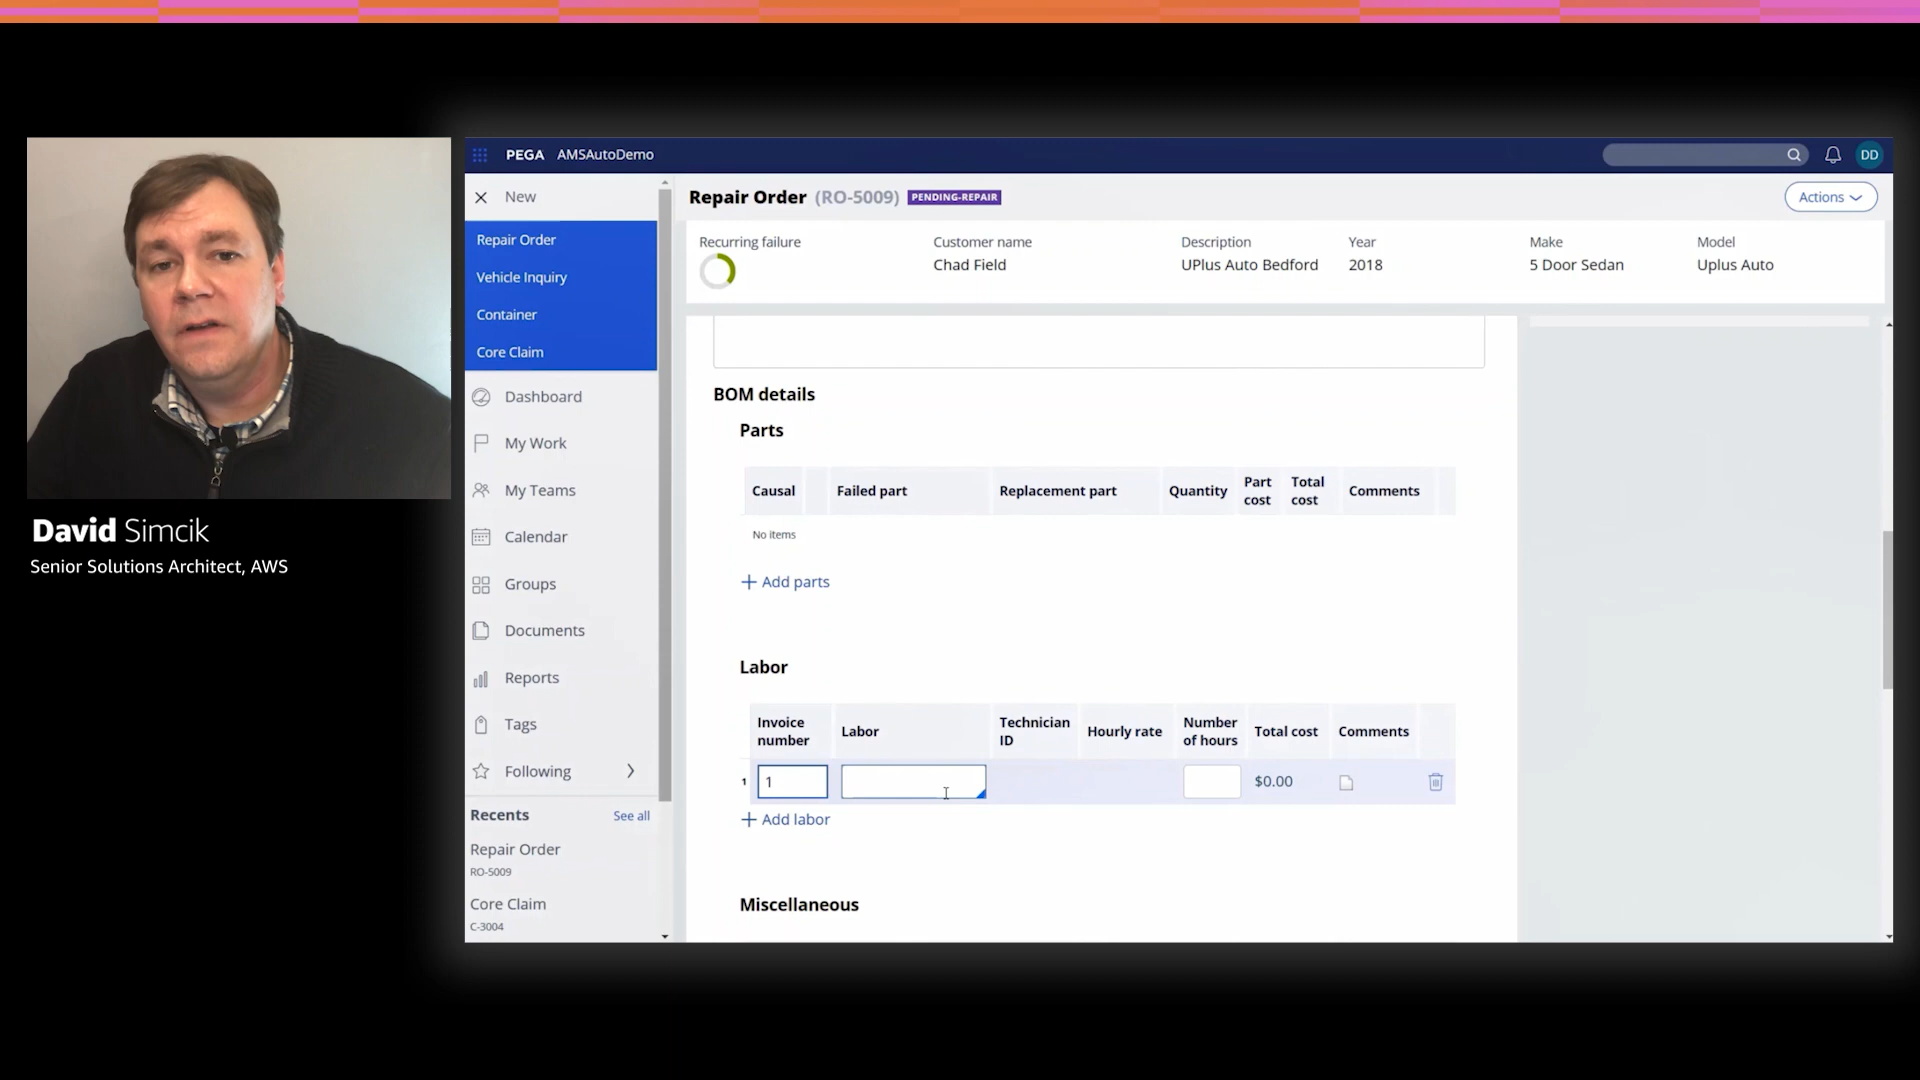 PEGA AMSAutoDemo
DD
New
Repair Order
Vehicle Inquiry
Container
Core Claim
Dashboard
My Work
My Teams
Calendar
Groups
Documents
Reports
Tags
Following
Recents See all
Repair Order
RO-5009
Core Claim
C-3004
Repair Order (RO-5009) PENDING-REPAIR
Actions
Recurring failure
Customer name
Chad Field
Description
UPlus Auto Bedford
Year
2018
Make
5 Door Sedan
Model
Uplus Auto
BOM details
Parts
Causal Failed part Replacement part Quantity Part cost Total cost Comments
No items
Add parts
Labor
Invoice number Labor Technician ID Hourly rate Number of hours Total cost Comments
1 1 $0.00
Add labor
Miscellaneous
David Simcik
Senior Solutions Architect, AWS